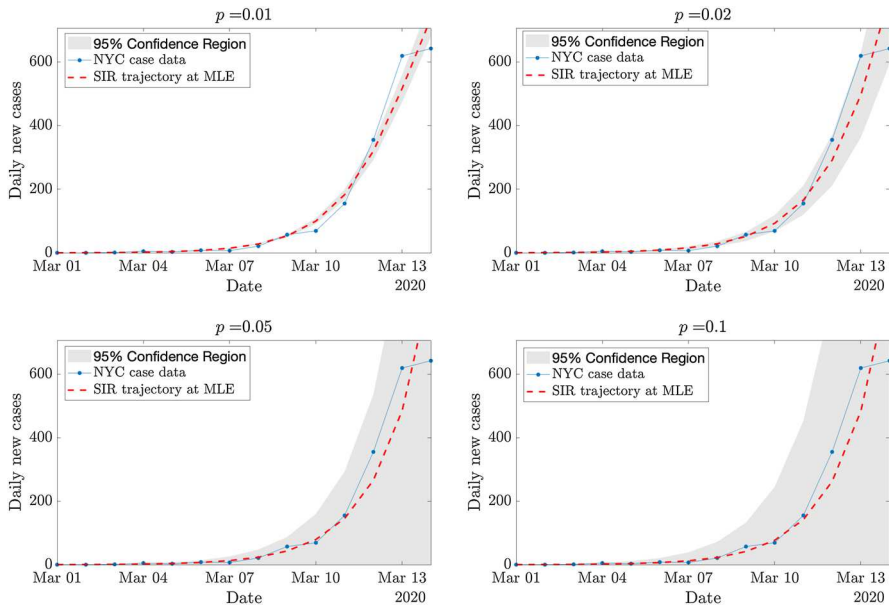 p =0.01
600
400
200
0
Daily new cases
95% Confidence Region
NYC case data
SIR trajectory at MLE
Mar 01
Mar 04
Mar 07
Mar 10
Mar 13
Date
2020
p =0.02
600
400
200
0
Daily new cases
95% Confidence Region
NYC case data
SIR trajectory at MLE
Mar 01
Mar 04
Mar 07
Mar 10
Mar 13
Date
2020
p =0.05
600
400
200
0
Daily new cases
95% Confidence Region
NYC case data
SIR trajectory at MLE
Mar 01
Mar 04
Mar 07
Mar 10
Mar 13
Date
2020
p =0.1
600
400
200
0
Daily new cases
95% Confidence Region
NYC case data
SIR trajectory at MLE
Mar 01
Mar 04
Mar 07
Mar 10
Mar 13
Date
2020